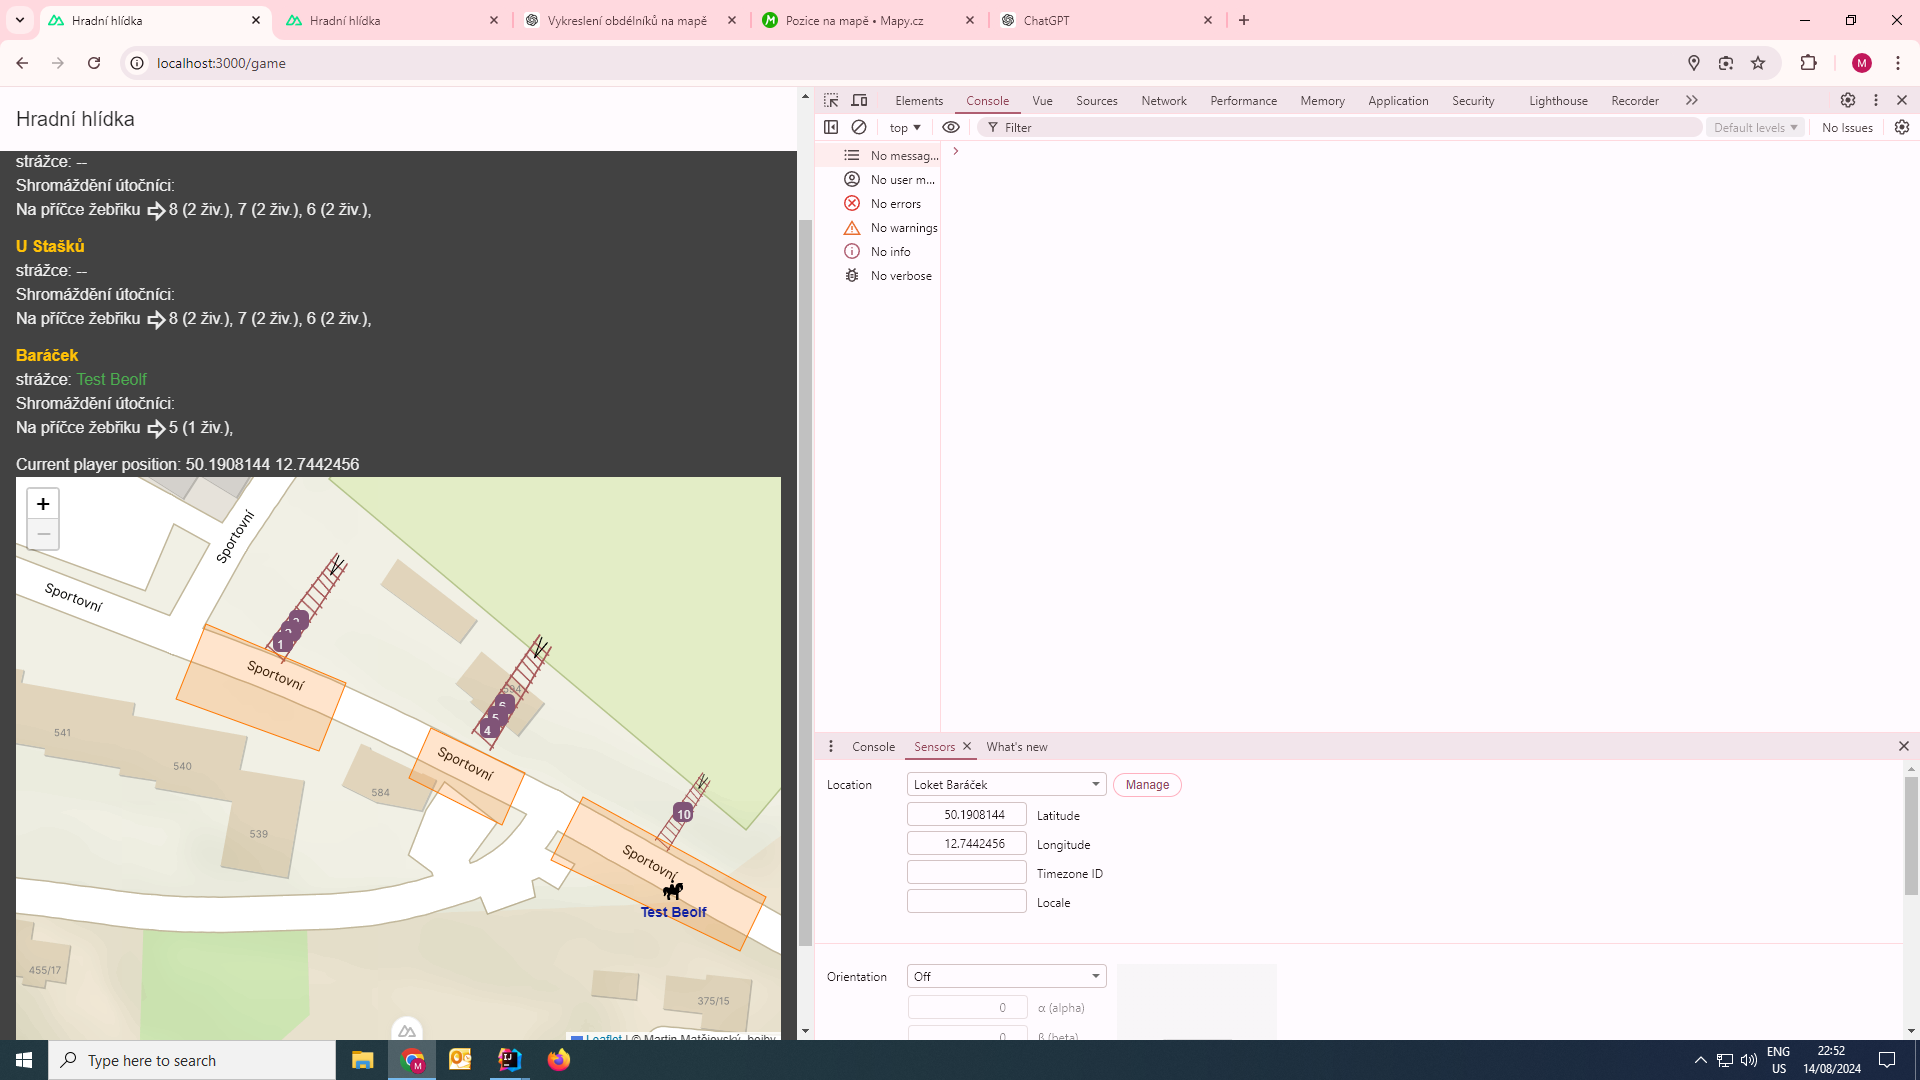 Hradní hlídka
Hradní hlídka
Vykreslení obdélníků na mapě
Pozice na mapě • Mapy.cz
ChatGPT
localhost:3000/game
M
Hradní hlídka
strážce: --
Shromáždění útočníci:
Na příčce žebřiku 8 (2 živ.), 7 (2 živ.), 6 (2 živ.),
U Stašků
strážce: --
Shromáždění útočníci:
Na příčce žebřiku 8 (2 živ.), 7 (2 živ.), 6 (2 živ.),
Baráček
strážce: Test Beolf
Shromáždění útočníci:
Na příčce žebřiku 5 (1 živ.),
Current player position: 50.1908144 12.7442456
+
−
Sportovní
Sportovní
1
Sportovní
594
5
4
Sportovní
541
540
584
539
10
Sportovní
Test Beolf
455/17
375/15
Leaflet | © Martin Matějovský, hejby
Elements
Console
Vue
Sources
Network
Performance
Memory
Application
Security
Lighthouse
Recorder
top
Filter
Default levels
No Issues
No messag...
No user m...
No errors
No warnings
No info
No verbose
Console
Sensors
What's new
Location
Loket Baráček
Manage
50.1908144
Latitude
12.7442456
Longitude
Timezone ID
Locale
Orientation
Off
0
α (alpha)
0
β (beta)
Type here to search
ENG
US
22:52
14/08/2024